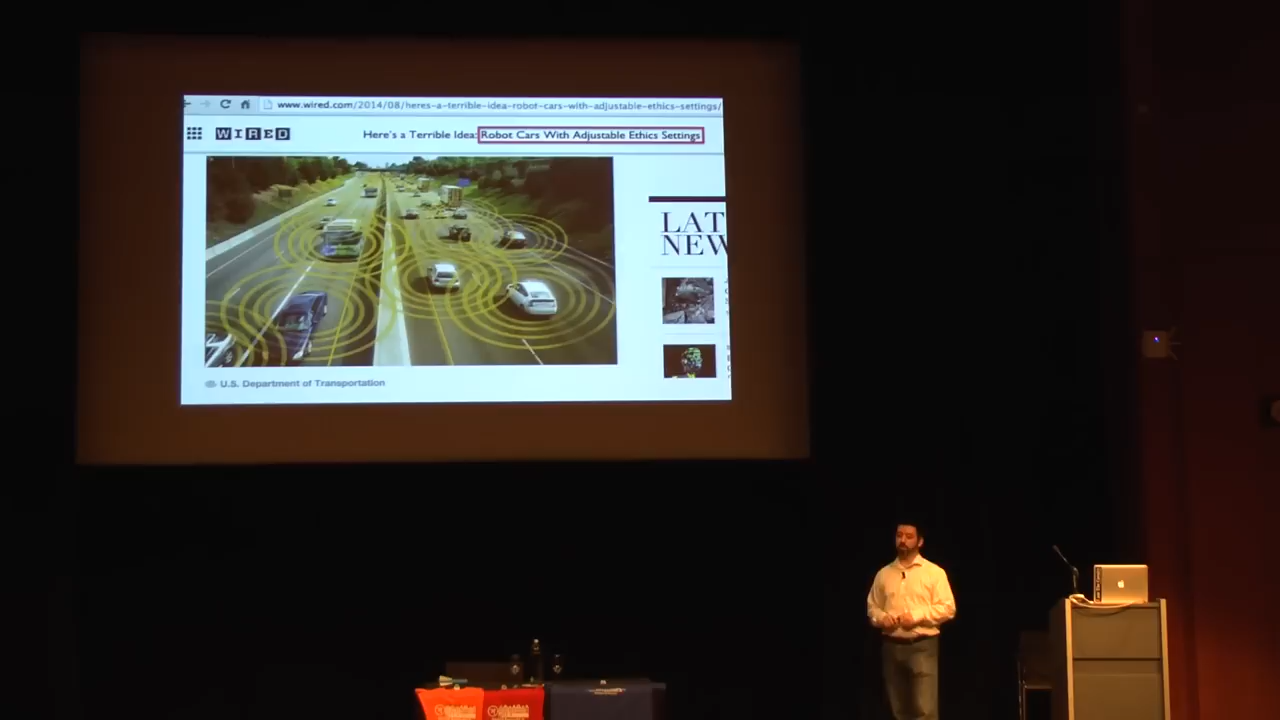 www.wired.com/2014/08/heres-a-terrible-idea-robot-cars-with-adjustable-ethics-settings/
WIRED
Here's a Terrible Idea: Robot Cars With Adjustable Ethics Settings
LAT
NEW
U.S. Department of Transportation